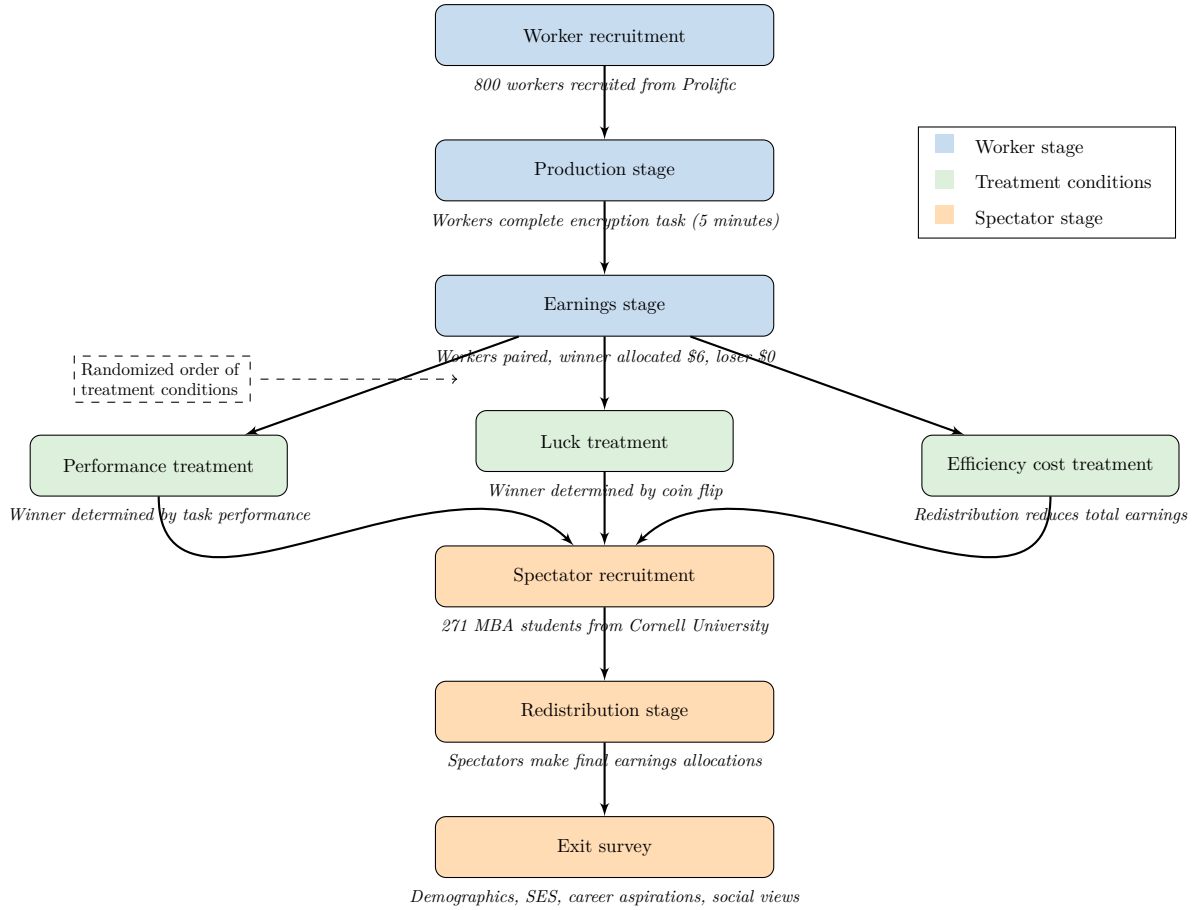 Worker recruitment
800 workers recruited from Prolific
Production stage
Workers complete encryption task (5 minutes)
Worker stage
Treatment conditions
Spectator stage
Earnings stage
Workers paired, winner allocated $6, loser $0
Randomized order of
treatment conditions
Performance treatment
Winner determined by task performance
Luck treatment
Winner determined by coin flip
Efficiency cost treatment
Redistribution reduces total earnings
Spectator recruitment
271 MBA students from Cornell University
Redistribution stage
Spectators make final earnings allocations
Exit survey
Demographics, SES, career aspirations, social views